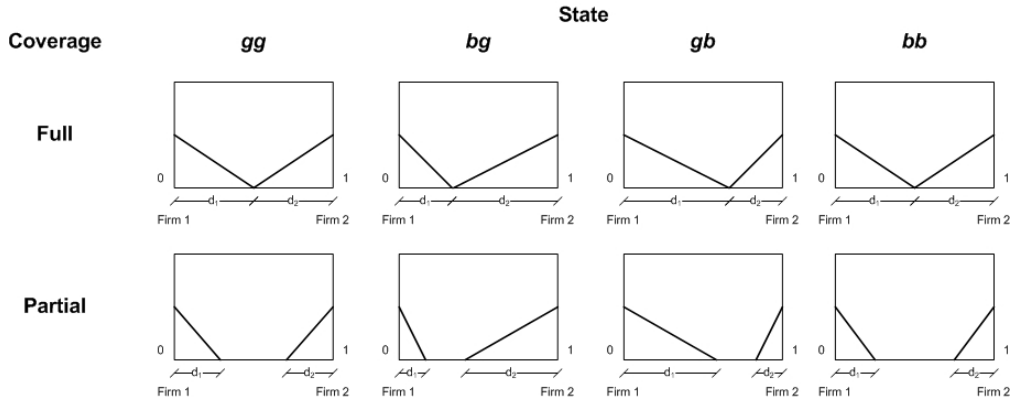 State
Coverage gg bg gb bb
Full
0 1 0 1 0 1 0 1
d₁ d₂ d₁ d₂ d₁ d₂ d₁ d₂
Firm 1 Firm 2 Firm 1 Firm 2 Firm 1 Firm 2 Firm 1 Firm 2
Partial
0 1 0 1 0 1 0 1
d₁ d₂ d₁ d₂ d₁ d₂ d₁ d₂
Firm 1 Firm 2 Firm 1 Firm 2 Firm 1 Firm 2 Firm 1 Firm 2